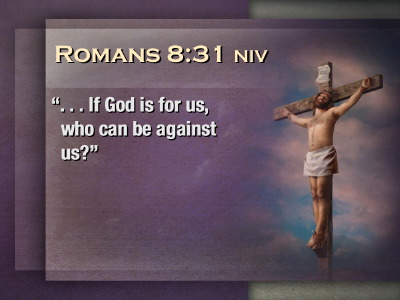 Romans 8:31 NIV
“. . . If God is for us,
who can be against
us?”